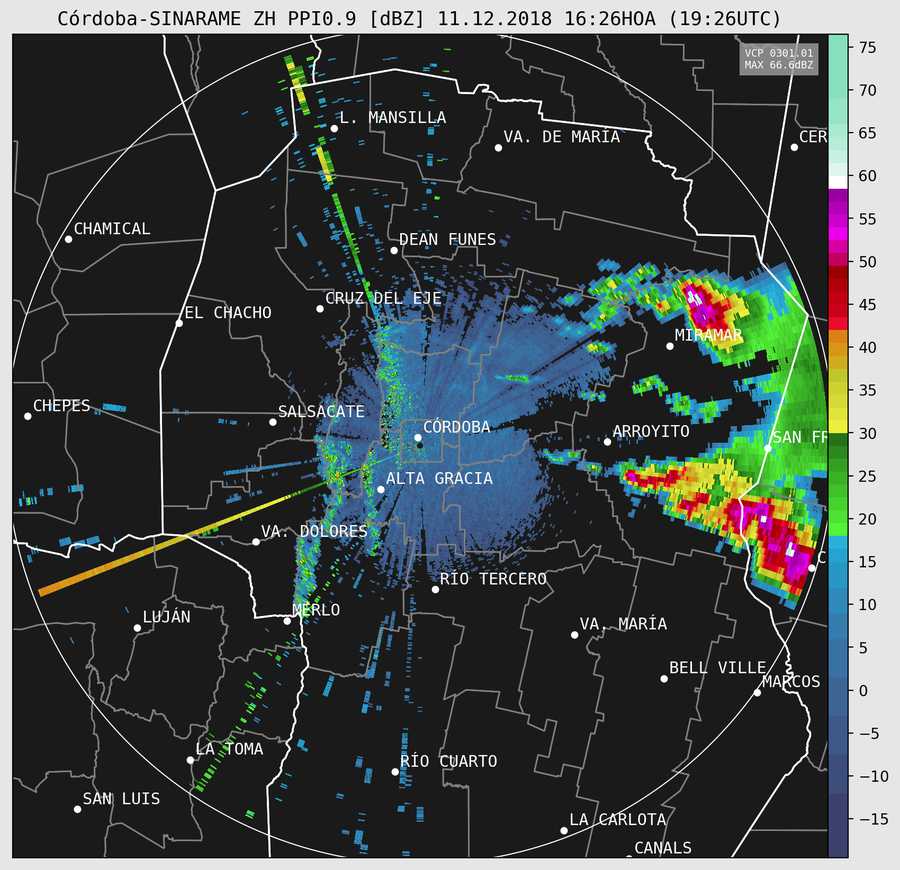 Córdoba-SINARAME ZH PPI0.9 [dBZ] 11.12.2018 16:26HOA (19:26UTC)
VCP 0301.01
MAX 66.6dBZ
75
70
65
60
55
50
45
40
35
30
25
20
15
10
5
0
−5
−10
−15
L. MANSILLA
VA. DE MARÍA
CER
CHAMICAL
DEAN FUNES
CRUZ DEL EJE
EL CHACHO
MIRAMAR
CHEPES
SALSACATE
CÓRDOBA
ARROYITO
SAN FR
ALTA GRACIA
VA. DOLORES
C
RÍO TERCERO
MERLO
LUJÁN
VA. MARÍA
BELL VILLE
MARCOS
LA TOMA
RÍO CUARTO
SAN LUIS
LA CARLOTA
CANALS